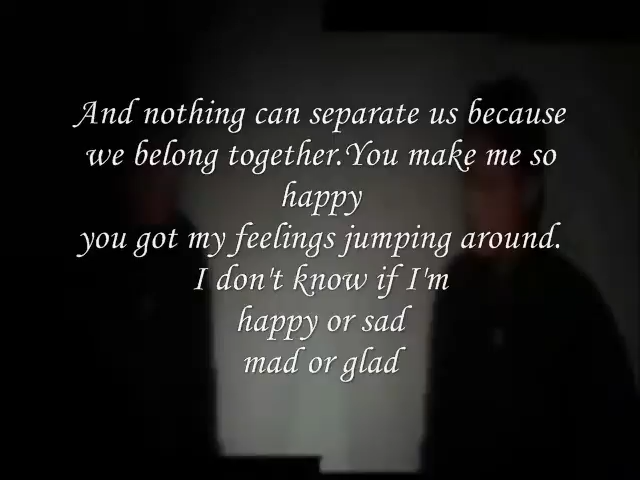 And nothing can separate us because
we belong together.You make me so
happy
you got my feelings jumping around.
I don't know if I'm
happy or sad
mad or glad